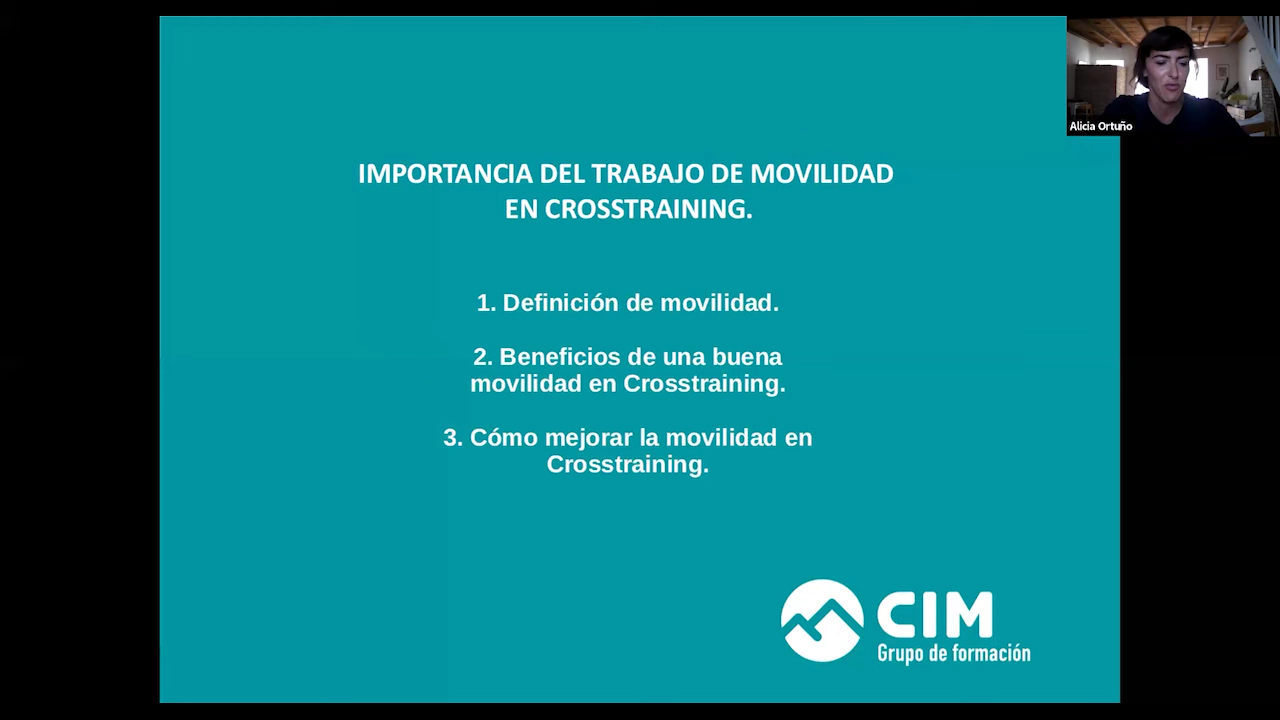 Alicia Ortuño
IMPORTANCIA DEL TRABAJO DE MOVILIDAD
EN CROSSTRAINING.
1. Definición de movilidad.
2. Beneficios de una buena
movilidad en Crosstraining.
3. Cómo mejorar la movilidad en
Crosstraining.
CIM
Grupo de formación